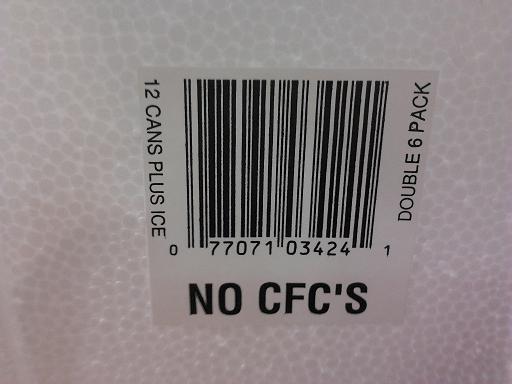 12 CANS PLUS ICE
DOUBLE 6 PACK
0 77071 03424 1
NO CFC'S